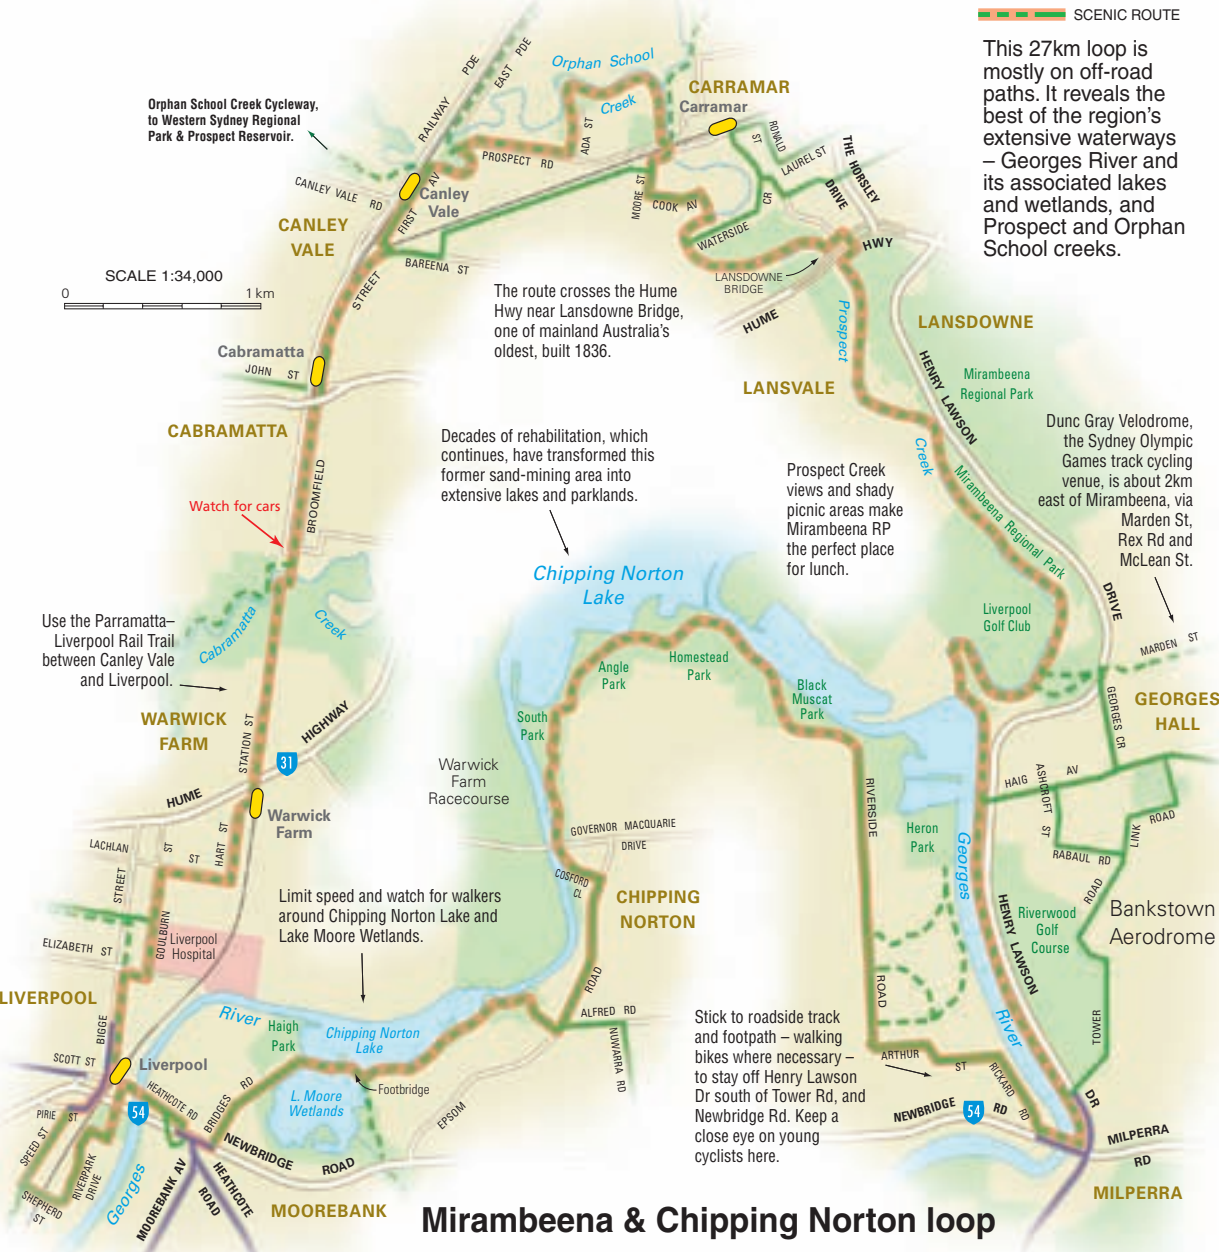 SCENIC ROUTE
This 27km loop is
mostly on off-road
paths. It reveals the
best of the region's
extensive waterways
– Georges River and
its associated lakes
and wetlands, and
Prospect and Orphan
School creeks.
Orphan School Creek Cycleway,
to Western Sydney Regional
Park & Prospect Reservoir.
RAILWAY PDE
EAST PDE
Orphan School
Creek
CARRAMAR
Carramar
ADA ST
PROSPECT RD
CANLEY VALE RD
Canley
Vale
CANLEY
VALE
FIRST AV
BAREENA ST
STREET
MOORE ST
COOK AV
WATERSIDE
CR
RONALD
ST
LAUREL ST
THE HORSLEY
DRIVE
HWY
LANSDOWNE
BRIDGE
HUME
SCALE 1:34,000
0
1 km
The route crosses the Hume
Hwy near Lansdowne Bridge,
one of mainland Australia's
oldest, built 1836.
Prospect
Creek
LANSDOWNE
LANSVALE
Mirambeena
Regional Park
HENRY LAWSON
DRIVE
Mirambeena Regional Park
Cabramatta
JOHN ST
CABRAMATTA
BROOMFIELD
Watch for cars
Decades of rehabilitation, which
continues, have transformed this
former sand-mining area into
extensive lakes and parklands.
Prospect Creek
views and shady
picnic areas make
Mirambeena RP
the perfect place
for lunch.
Dunc Gray Velodrome,
the Sydney Olympic
Games track cycling
venue, is about 2km
east of Mirambeena, via
Marden St,
Rex Rd and
McLean St.
Chipping Norton
Lake
Liverpool
Golf Club
MARDEN ST
GEORGES
HALL
GEORGES CR
Use the Parramatta–
Liverpool Rail Trail
between Canley Vale
and Liverpool.
Cabramatta
Creek
WARWICK
FARM
STATION ST
HIGHWAY
31
HUME
Warwick
Farm
Angle
Park
Homestead
Park
Black
Muscat
Park
South
Park
Warwick
Farm
Racecourse
GOVERNOR MACQUARIE
DRIVE
COSFORD
CL
CHIPPING
NORTON
RIVERSIDE
ROAD
Heron
Park
Georges
River
HAIG AV
ASHCROFT
ST
LINK
ROAD
RABAUL RD
ROAD
TOWER
HENRY LAWSON
DR
Riverwood
Golf
Course
Bankstown
Aerodrome
LACHLAN
ST
ST
HART ST
STREET
GOULBURN
ELIZABETH ST
Liverpool
Hospital
Limit speed and watch for walkers
around Chipping Norton Lake and
Lake Moore Wetlands.
LIVERPOOL
BIGGE
SCOTT ST
Liverpool
River
Haigh
Park
Chipping Norton
Lake
L. Moore
Wetlands
Footbridge
ROAD
ALFRED RD
NUWARRA RD
EPSOM
HEATHCOTE RD
BRIDGES RD
54
PIRIE ST
SPEED ST
RIVERPARK
DRIVE
SHEPHERD
ST
Georges
MOOREBANK AV
HEATHCOTE
ROAD
NEWBRIDGE ROAD
MOOREBANK
Stick to roadside track
and footpath – walking
bikes where necessary –
to stay off Henry Lawson
Dr south of Tower Rd, and
Newbridge Rd. Keep a
close eye on young
cyclists here.
ARTHUR ST
RICKARD RD
NEWBRIDGE
54
RD
MILPERRA
RD
MILPERRA
Mirambeena & Chipping Norton loop